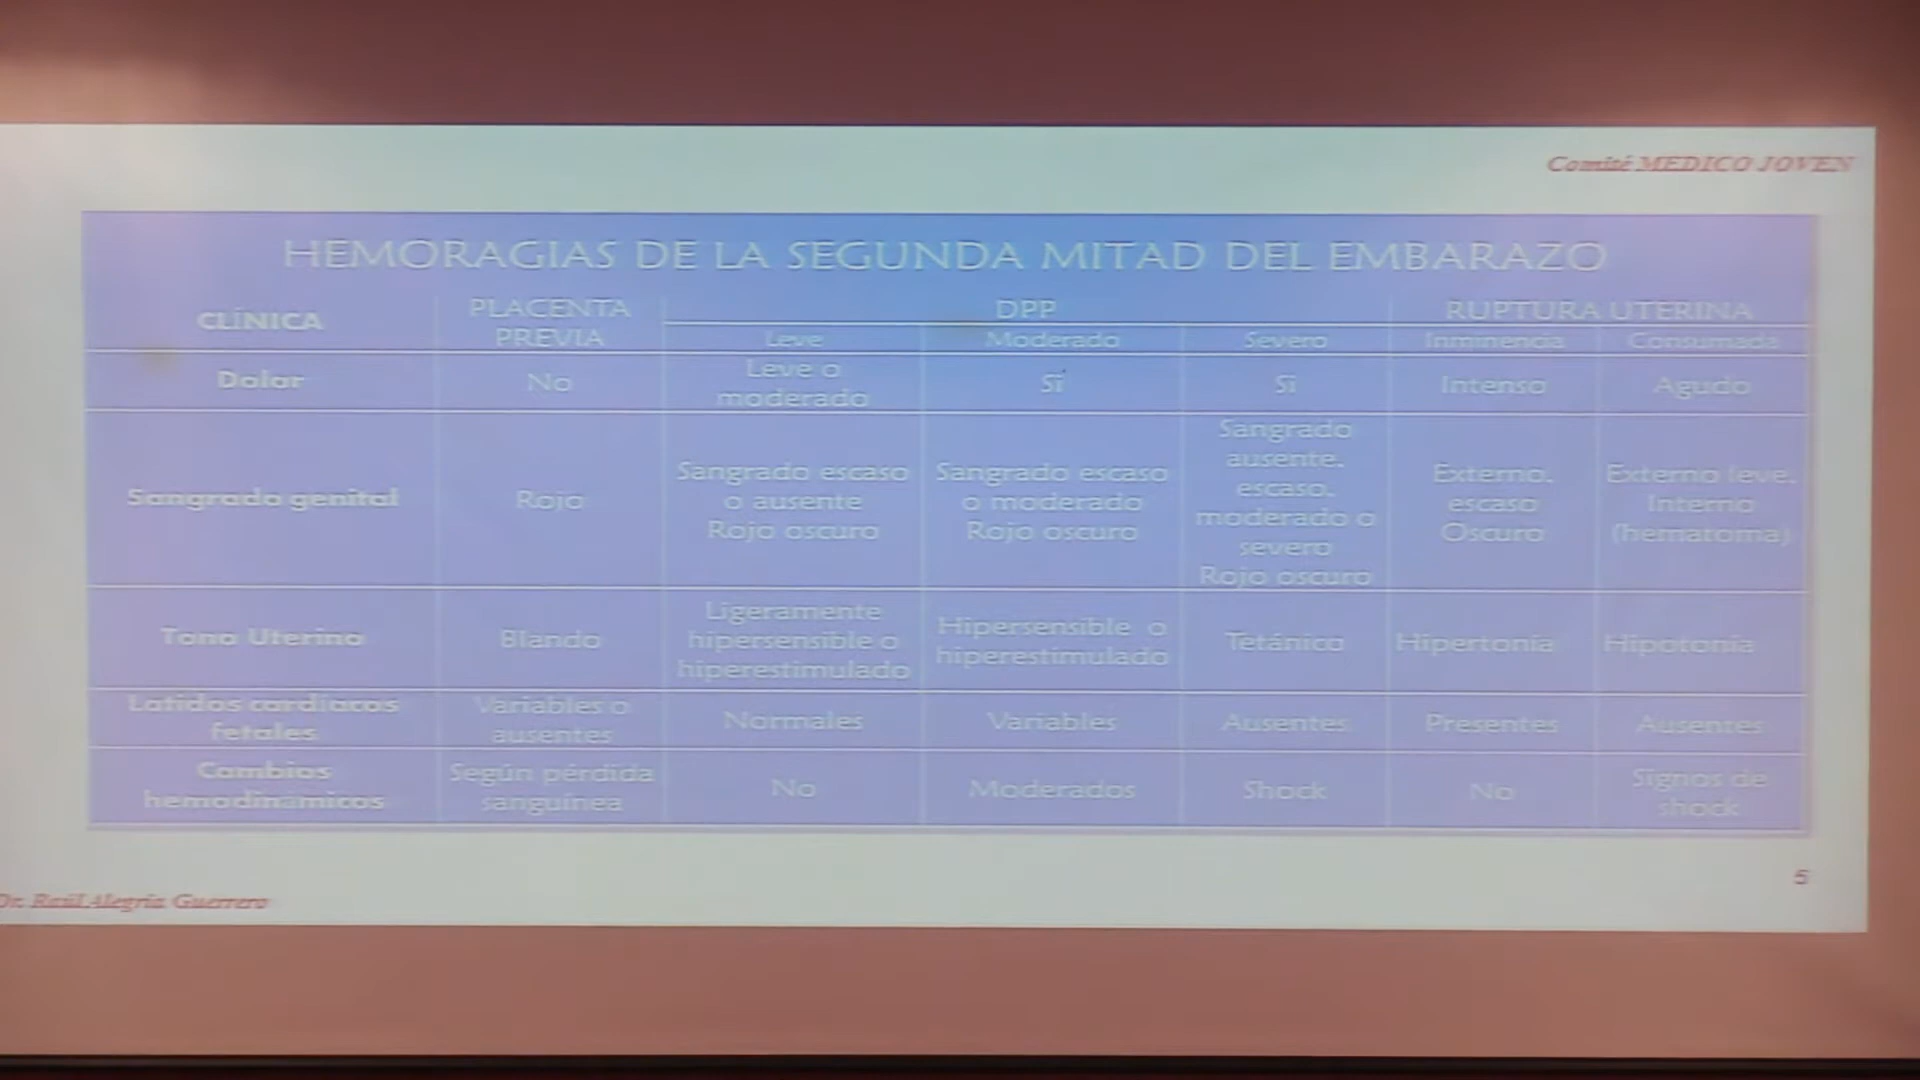 Comité MEDICO JOVEN
HEMORAGIAS DE LA SEGUNDA MITAD DEL EMBARAZO
CLÍNICA
PLACENTA
PREVIA
DPP
RUPTURA UTERINA
Leve
Moderado
Severo
Inminencia
Consumada
Dolor
No
Leve o
moderado
Si
Si
Intenso
Agudo
Sangrado genital
Rojo
Sangrado escaso
o ausente
Rojo oscuro
Sangrado escaso
o moderado
Rojo oscuro
Sangrado
ausente,
escaso,
moderado o
severo
Rojo oscuro
Externo,
escaso
Oscuro
Externo leve,
Interno
(hematoma)
Tono Uterino
Blando
Ligeramente
hipersensible o
hiperestimulado
Hipersensible o
hiperestimulado
Tetánico
Hipertonía
Hipotonía
Latidos cardíacos
fetales
Variables o
ausentes
Normales
Variables
Ausentes
Presentes
Ausentes
Cambios
hemodinámicos
Según pérdida
sanguínea
No
Moderados
Shock
No
Signos de
shock
5
Dr. Raúl Alegría Guerrero